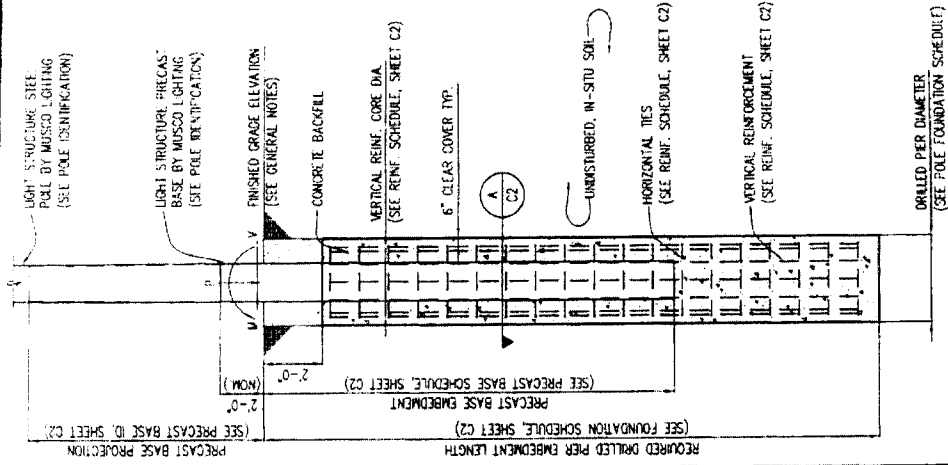 LIGHT STRUCTURE STEE.
POLE BY MUSCO LIGHTING
(SEE POLE IDENTIFICATION)
LIGHT STRUCTURE PRECAST
BASE BY MUSCO LIGHTING
(SEE POLE IDENTIFICATION)
FINISHED GRACE ELEVATION
(SEE GENERAL NOTES)
CONCRETE BACKFILL
VERTICAL REINF. CORE DIA.
(SEE REINF. SCHEDULE, SHEET C2)
6" CLEAR COVER TYP.
A
C2
UNDISTURBED, IN-SITU SOIL
HORIZONTAL TIES
(SEE REINF. SCHEDULE, SHEET C2)
VERTICAL REINFORCEMENT
(SEE REINF. SCHEDULE, SHEET C2)
DRILLED PIER DIAMETER
(SEE POLE FOUNDATION SCHEDULE)
PRECAST BASE PROJECTION
(SEE PRECAST BASE ID, SHEET C2)
2'-0"
(NOM.)
2'-0"
PRECAST BASE EMBEDMENT
(SEE PRECAST BASE SCHEDULE, SHEET C2)
REQUIRED DRILLED PIER EMBEDMENT LENGTH
(SEE FOUNDATION SCHEDULE, SHEET C2)